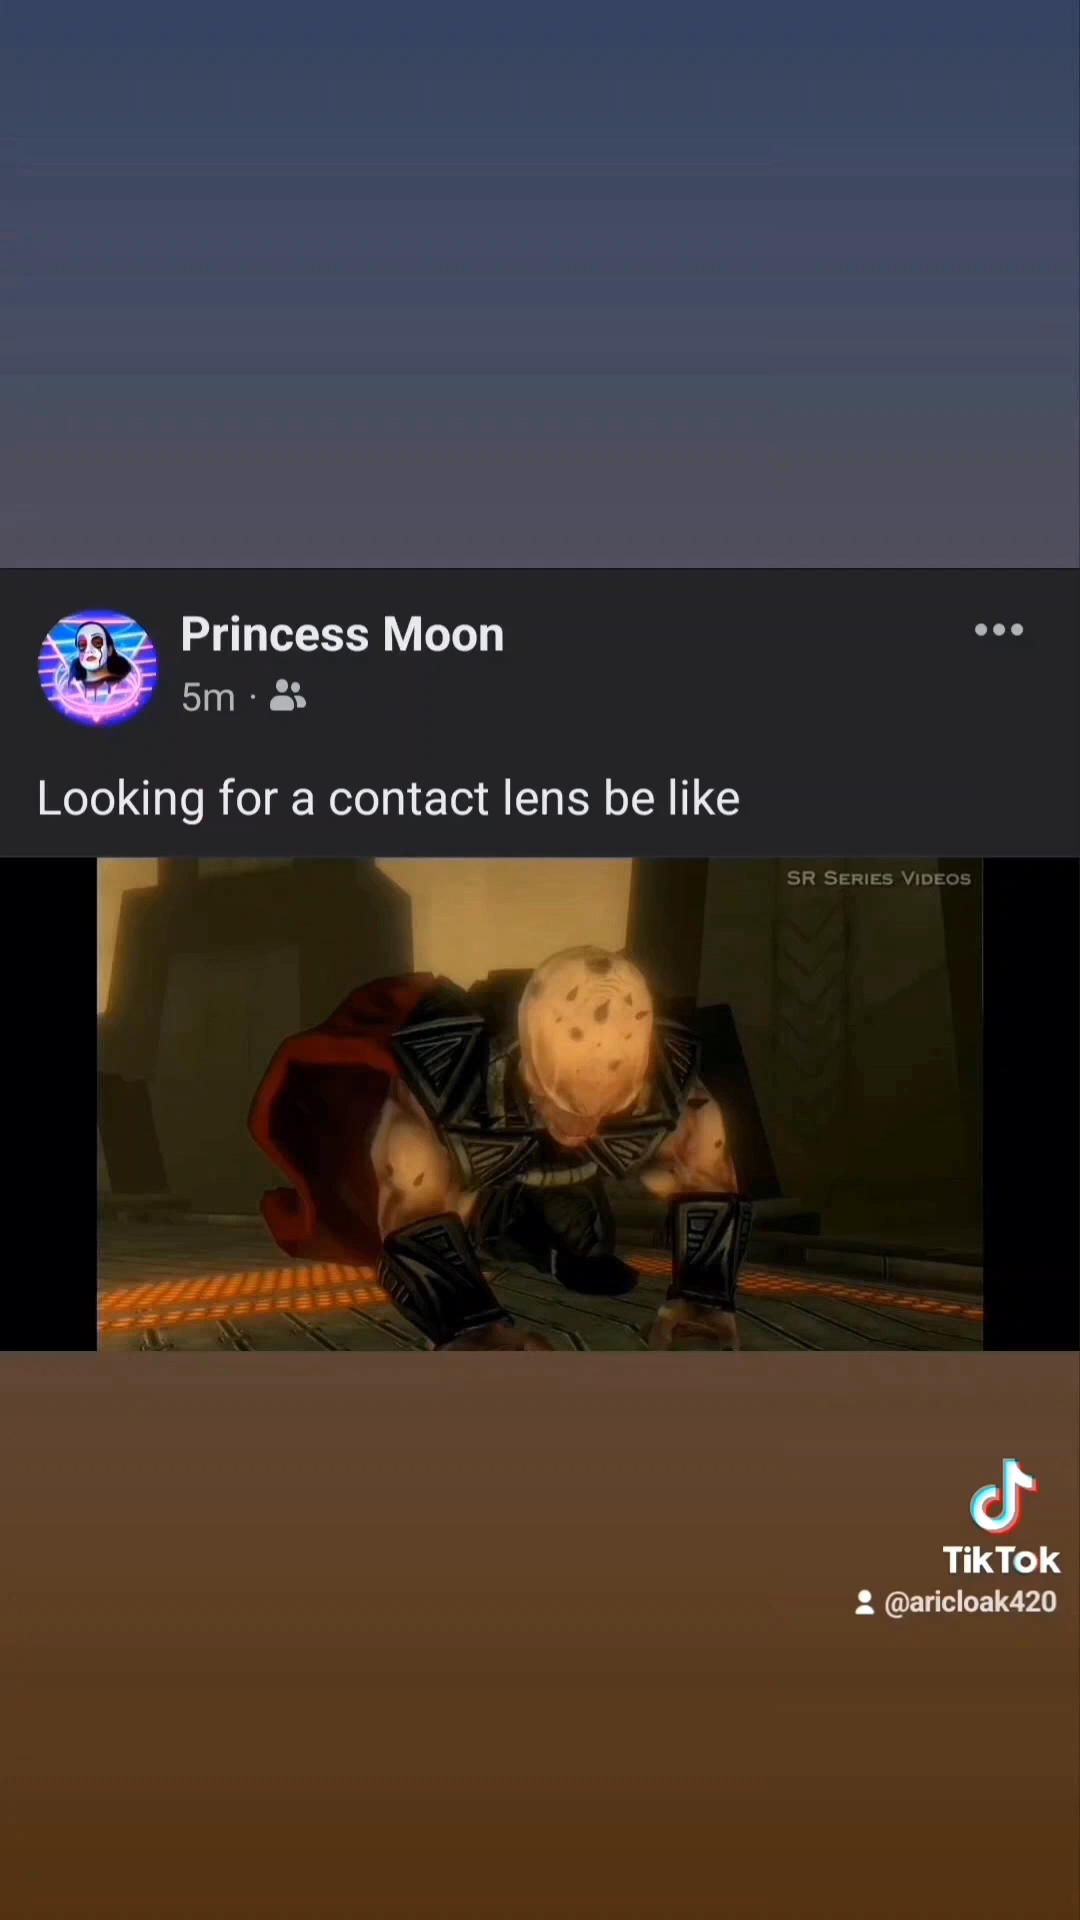 Princess Moon
5m ·
Looking for a contact lens be like
SR SERIES VIDEOS
TikTok
@aricloak420